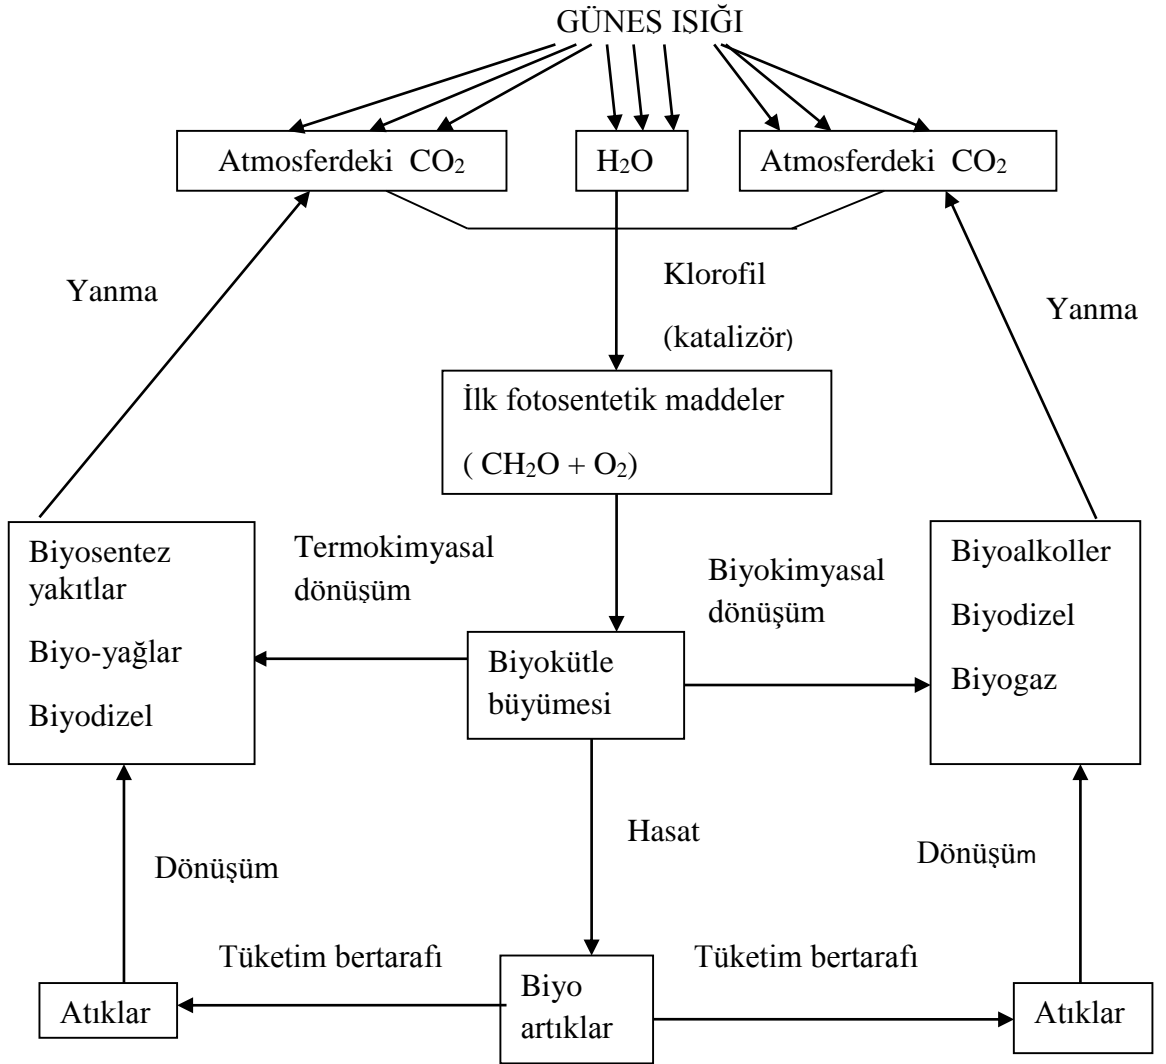 GÜNEŞ IŞIĞI
Atmosferdeki CO₂
H₂O
Atmosferdeki CO₂
Yanma
Klorofil
(katalizör)
Yanma
İlk fotosentetik maddeler
( CH₂O + O₂)
Biyosentez
yakıtlar
Biyo-yağlar
Biyodizel
Termokimyasal
dönüşüm
Biyokimyasal
dönüşüm
Biyoalkoller
Biyodizel
Biyogaz
Biyokütle
büyümesi
Hasat
Dönüşüm
Dönüşüm
Tüketim bertarafı
Tüketim bertarafı
Atıklar
Biyo
artıklar
Atıklar